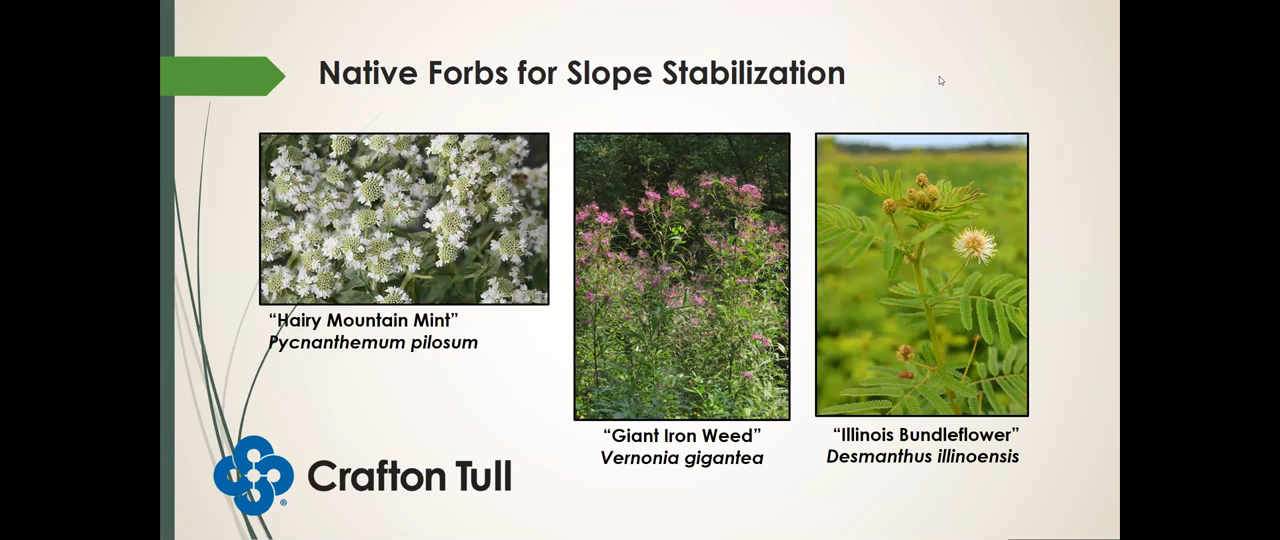 Native Forbs for Slope Stabilization
“Hairy Mountain Mint”
Pycnanthemum pilosum
“Giant Iron Weed”
Vernonia gigantea
“Illinois Bundleflower”
Desmanthus illinoensis
Crafton Tull
®